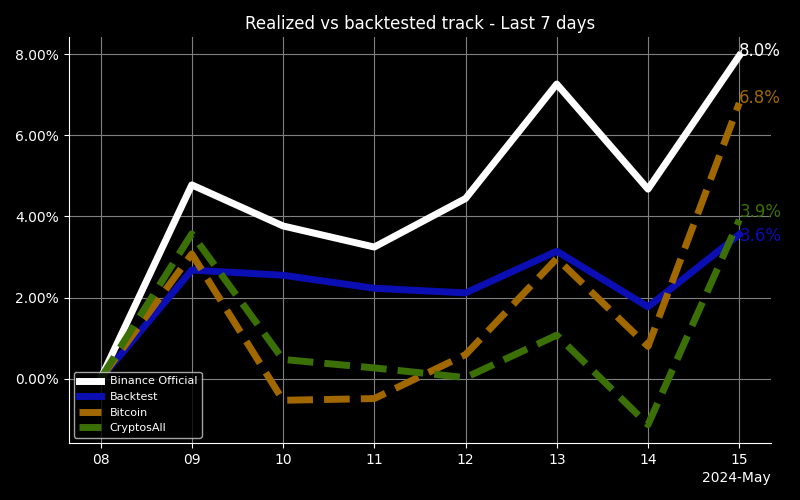 Realized vs backtested track - Last 7 days
8.00%
6.00%
4.00%
2.00%
0.00%
8.0%
6.8%
3.9%
3.6%
Binance Official
Backtest
Bitcoin
CryptosAll
08 09 10 11 12 13 14 15
2024-May